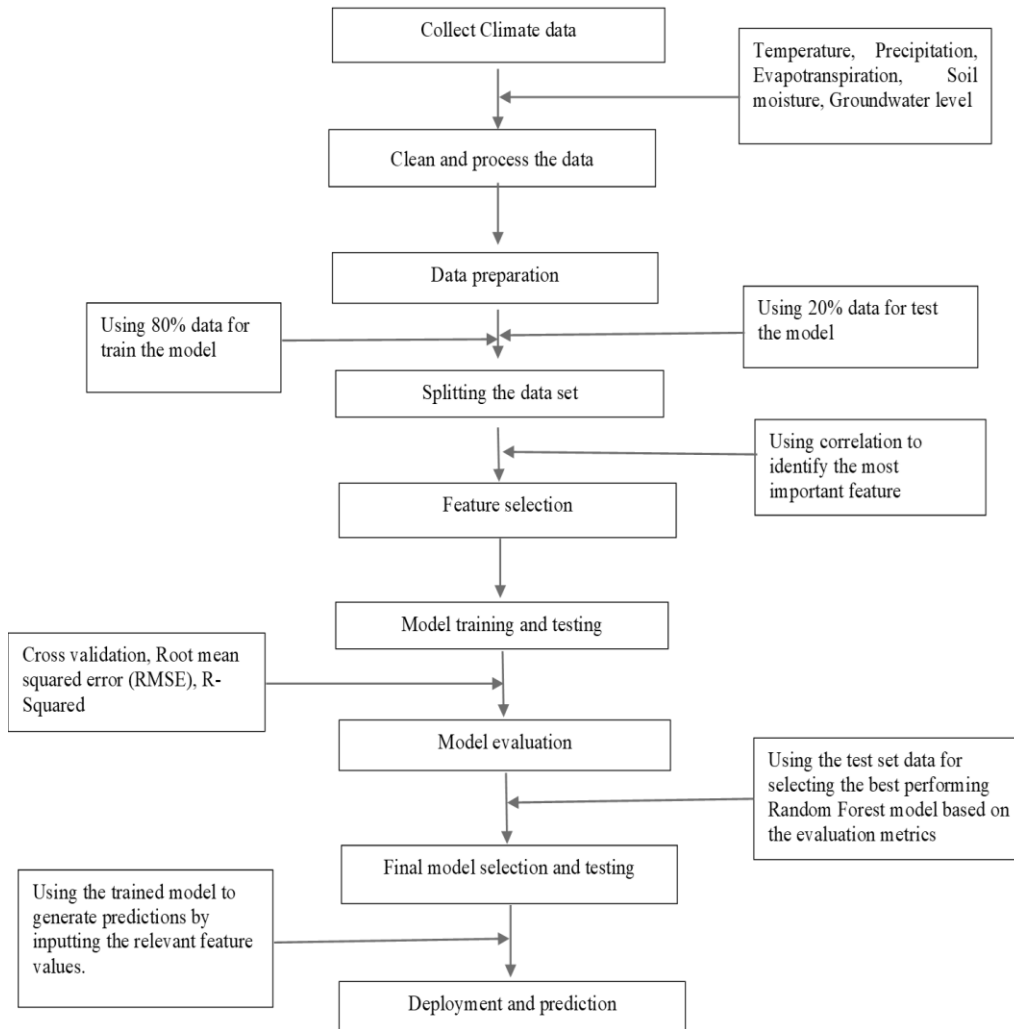 Collect Climate data
Temperature, Precipitation,
Evapotranspiration, Soil
moisture, Groundwater level
Clean and process the data
Data preparation
Using 80% data for
train the model
Using 20% data for test
the model
Splitting the data set
Using correlation to
identify the most
important feature
Feature selection
Model training and testing
Cross validation, Root mean
squared error (RMSE), R-
Squared
Model evaluation
Using the test set data for
selecting the best performing
Random Forest model based on
the evaluation metrics
Final model selection and testing
Using the trained model to
generate predictions by
inputting the relevant feature
values.
Deployment and prediction